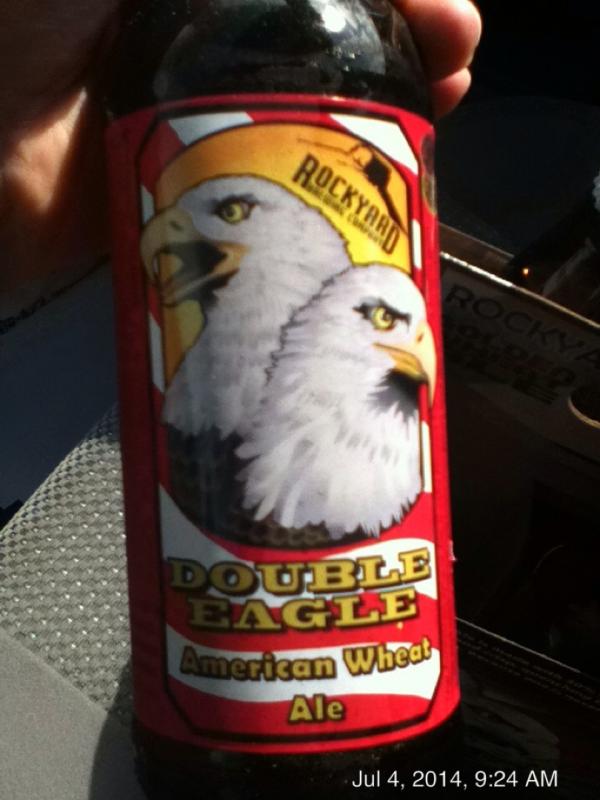 ROCKYARD
BREWING COMPANY
ROCKYA
DOUBLE
EAGLE
American Wheat
Ale
Jul 4, 2014, 9:24 AM